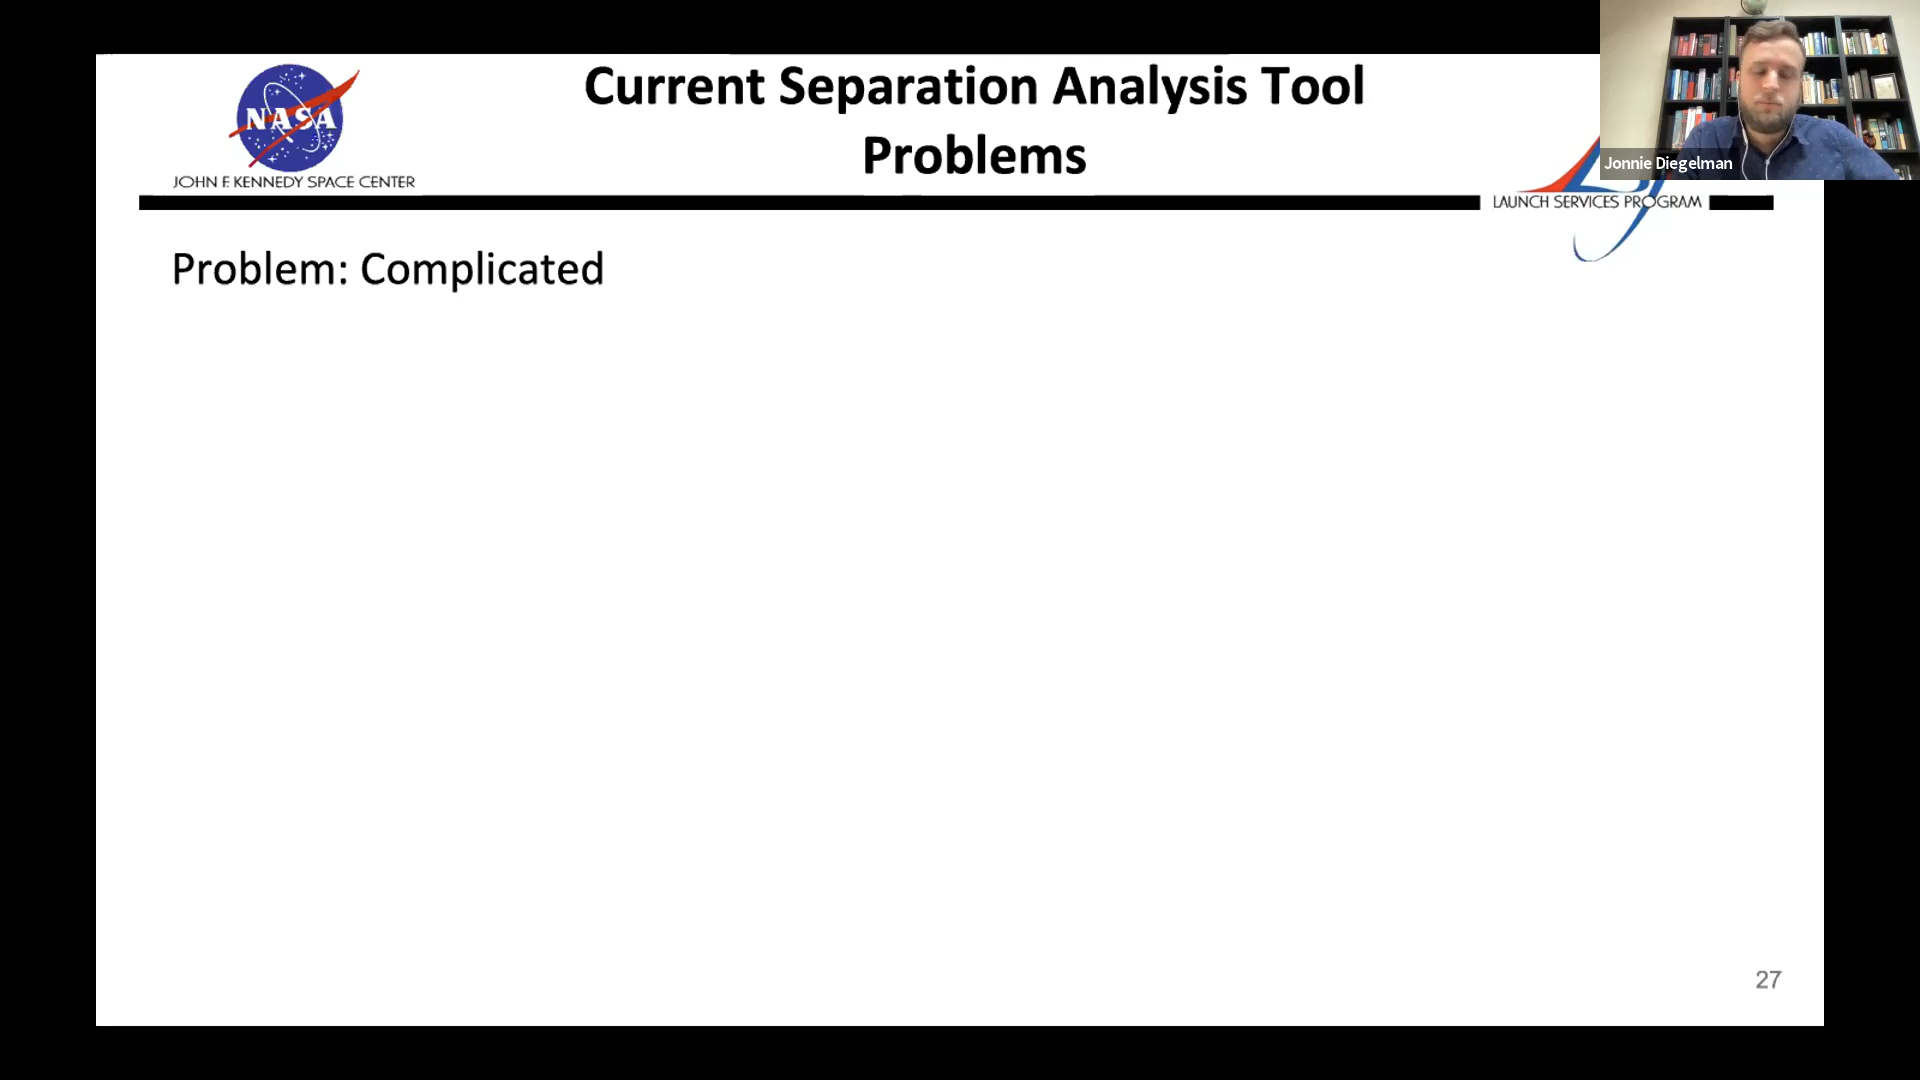 Current Separation Analysis Tool
Problems
NASA
JOHN F. KENNEDY SPACE CENTER
Jonnie Diegelman
LAUNCH SERVICES PROGRAM
Problem: Complicated
27